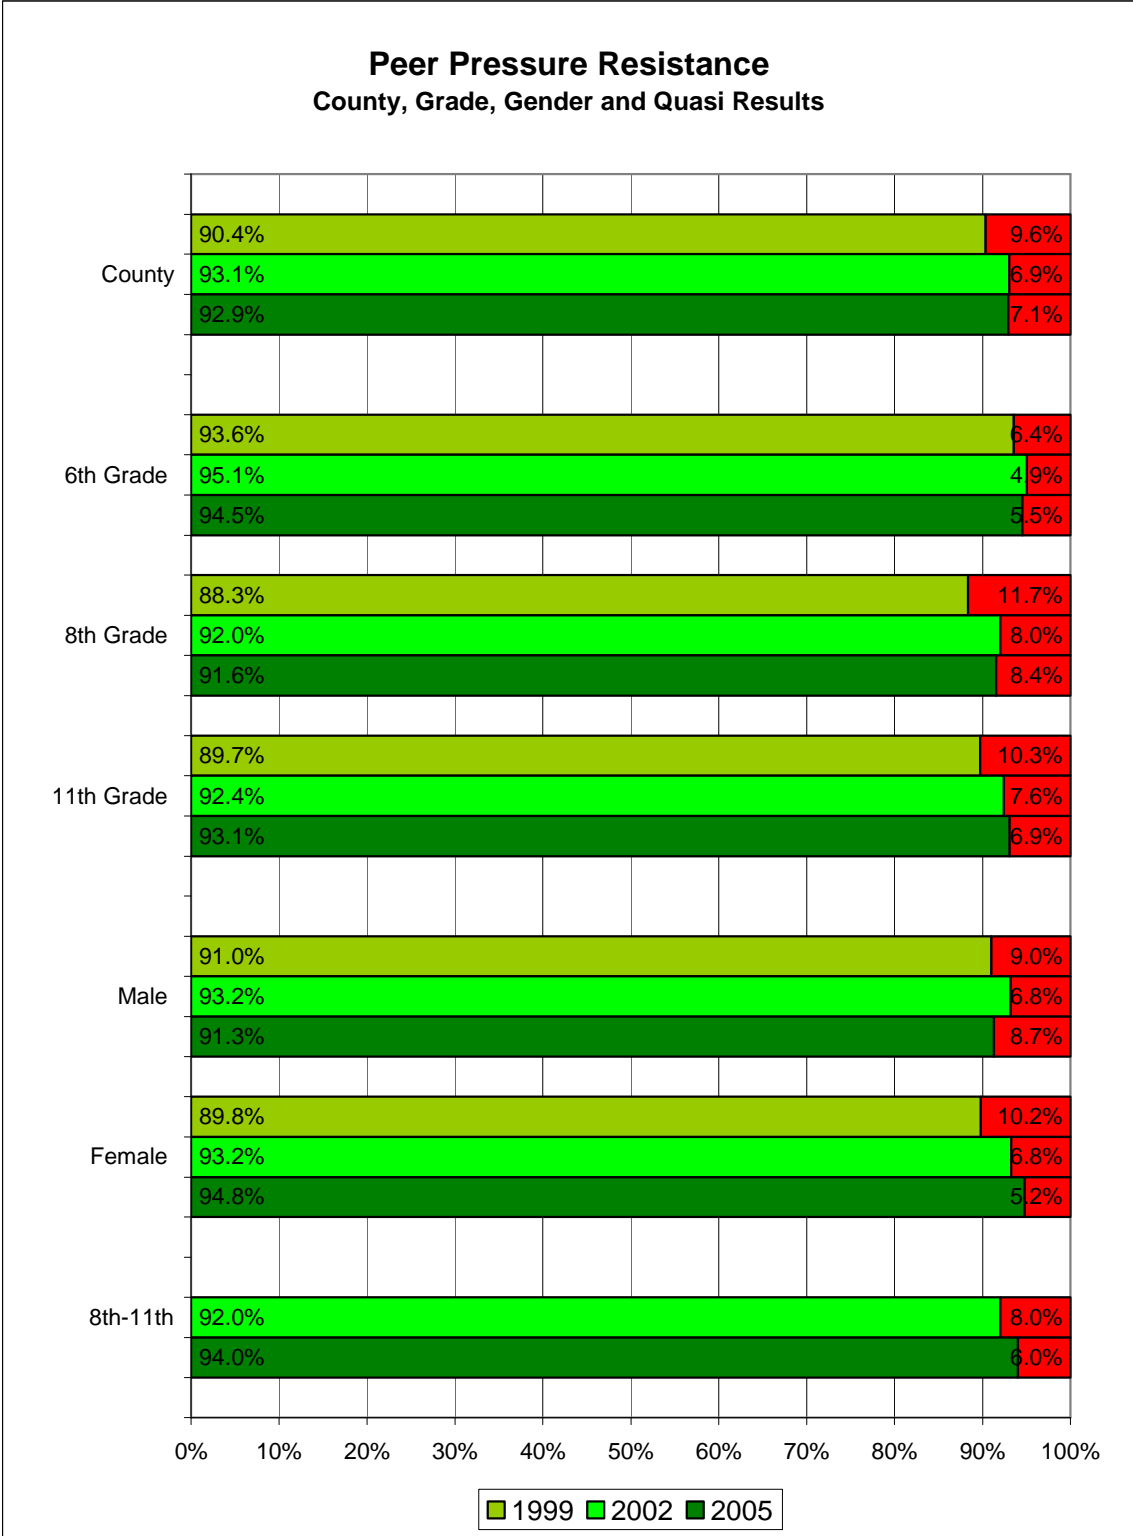 Peer Pressure Resistance
County, Grade, Gender and Quasi Results
90.4% 9.6%
County 93.1% 6.9%
92.9% 7.1%
93.6% 6.4%
6th Grade 95.1% 4.9%
94.5% 5.5%
88.3% 11.7%
8th Grade 92.0% 8.0%
91.6% 8.4%
89.7% 10.3%
11th Grade 92.4% 7.6%
93.1% 6.9%
91.0% 9.0%
Male 93.2% 6.8%
91.3% 8.7%
89.8% 10.2%
Female 93.2% 6.8%
94.8% 5.2%
8th-11th 92.0% 8.0%
94.0% 6.0%
0% 10% 20% 30% 40% 50% 60% 70% 80% 90% 100%
1999 2002 2005